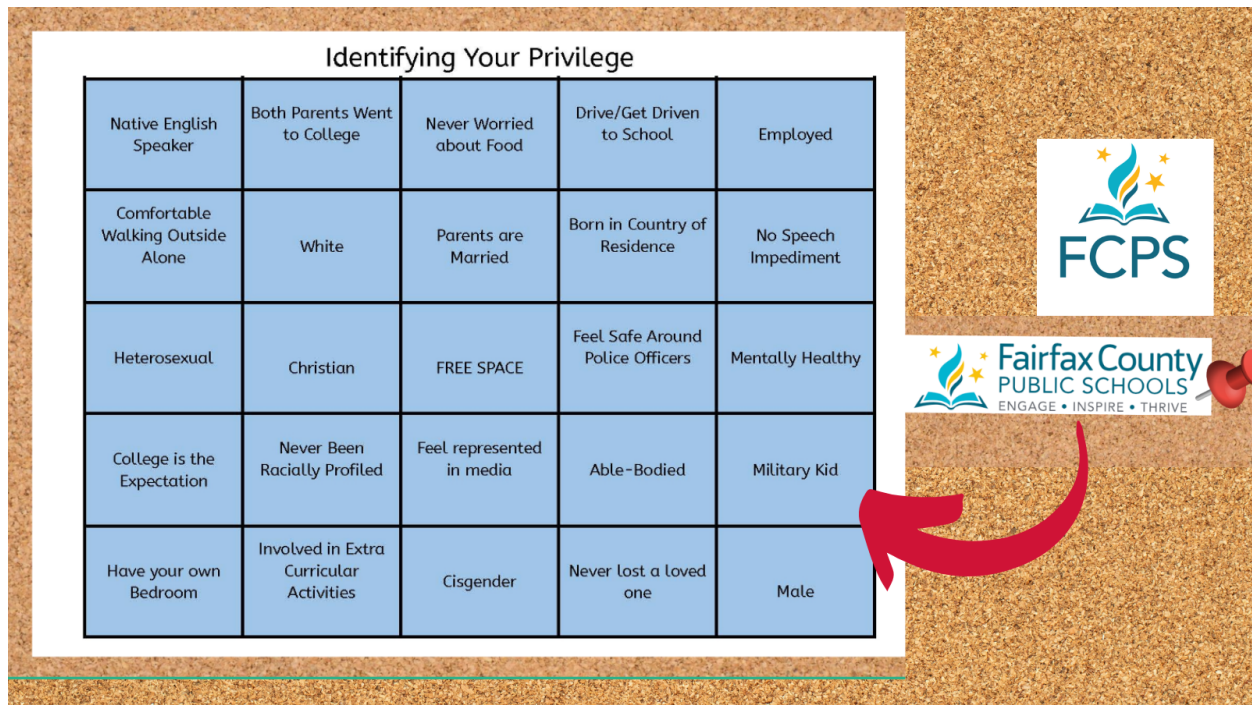 Identifying Your Privilege
Native English
Speaker
Both Parents Went
to College
Never Worried
about Food
Drive/Get Driven
to School
Employed
Comfortable
Walking Outside
Alone
White
Parents are
Married
Born in Country of
Residence
No Speech
Impediment
Heterosexual
Christian
FREE SPACE
Feel Safe Around
Police Officers
Mentally Healthy
College is the
Expectation
Never Been
Racially Profiled
Feel represented
in media
Able-Bodied
Military Kid
Have your own
Bedroom
Involved in Extra
Curricular
Activities
Cisgender
Never lost a loved
one
Male
FCPS
Fairfax County
PUBLIC SCHOOLS
ENGAGE • INSPIRE • THRIVE